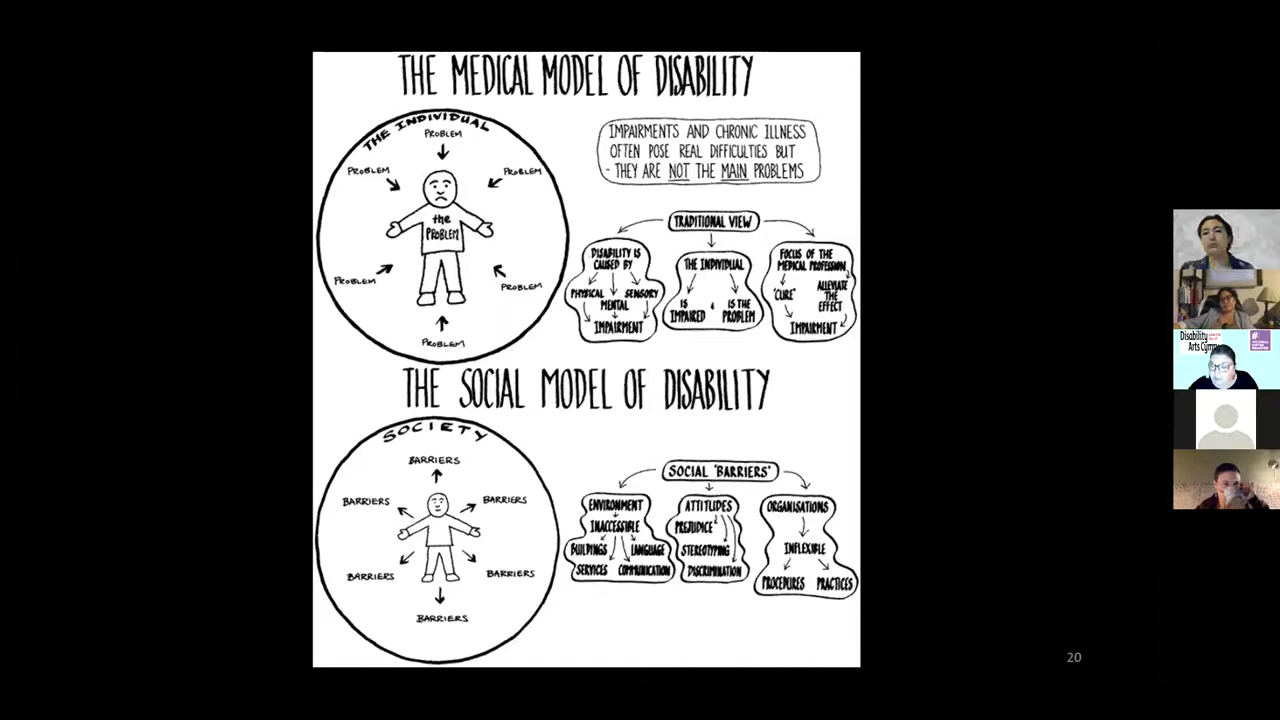 THE MEDICAL MODEL OF DISABILITY
THE INDIVIDUAL
PROBLEM
PROBLEM
PROBLEM
the
PROBLEM
PROBLEM
PROBLEM
PROBLEM
IMPAIRMENTS AND CHRONIC ILLNESS
OFTEN POSE REAL DIFFICULTIES BUT
- THEY ARE NOT THE MAIN PROBLEMS
TRADITIONAL VIEW
DISABILITY IS
CAUSED BY
PHYSICAL
SENSORY
MENTAL
IMPAIRMENT
THE INDIVIDUAL
IS
IMPAIRED
&
IS THE
PROBLEM
FOCUS OF THE
MEDICAL PROFESSION
'CURE'
ALLEVIATE
THE
EFFECT
IMPAIRMENT
THE SOCIAL MODEL OF DISABILITY
SOCIETY
BARRIERS
BARRIERS
BARRIERS
BARRIERS
BARRIERS
BARRIERS
SOCIAL 'BARRIERS'
ENVIRONMENT
INACCESSIBLE
BUILDINGS
LANGUAGE
SERVICES
COMMUNICATION
ATTITUDES
PREJUDICE
STEREOTYPING
DISCRIMINATION
ORGANISATIONS
INFLEXIBLE
PROCEDURES
PRACTICES
20
Disability
Arts